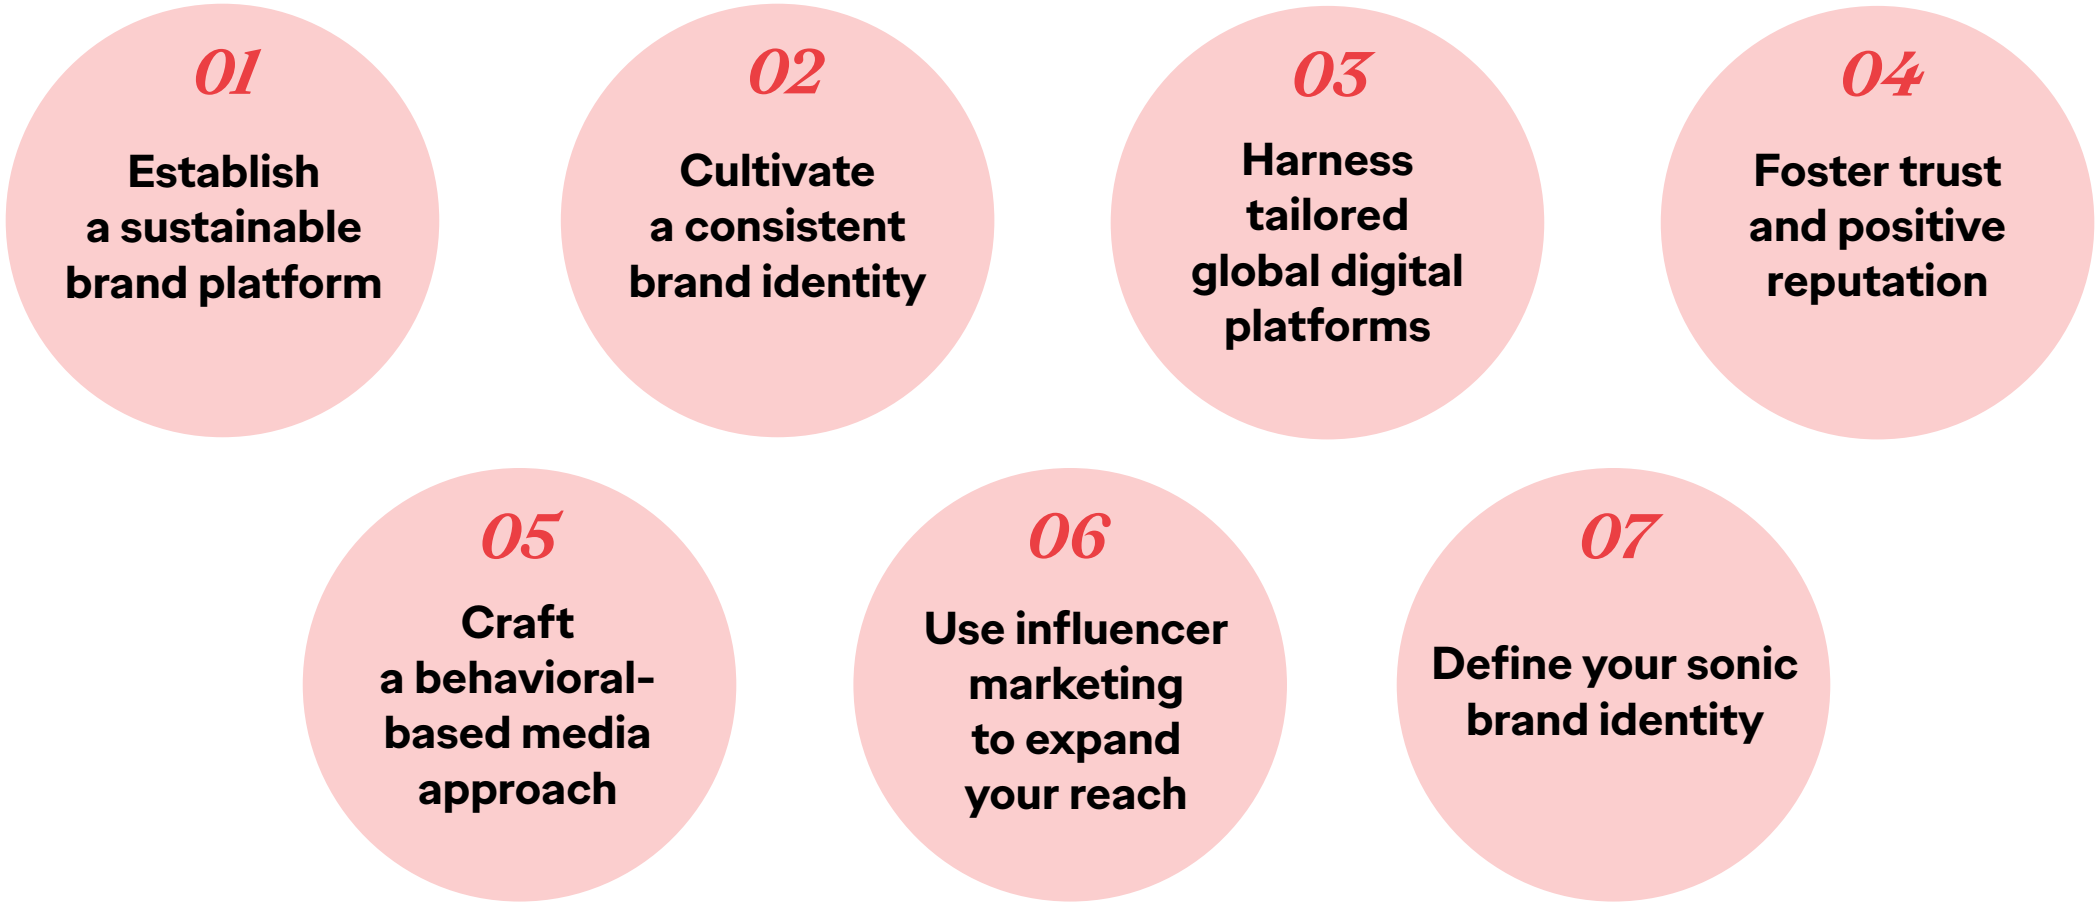 01
Establish
a sustainable
brand platform
02
Cultivate
a consistent
brand identity
03
Harness
tailored
global digital
platforms
04
Foster trust
and positive
reputation
05
Craft
a behavioral-
based media
approach
06
Use influencer
marketing
to expand
your reach
07
Define your sonic
brand identity